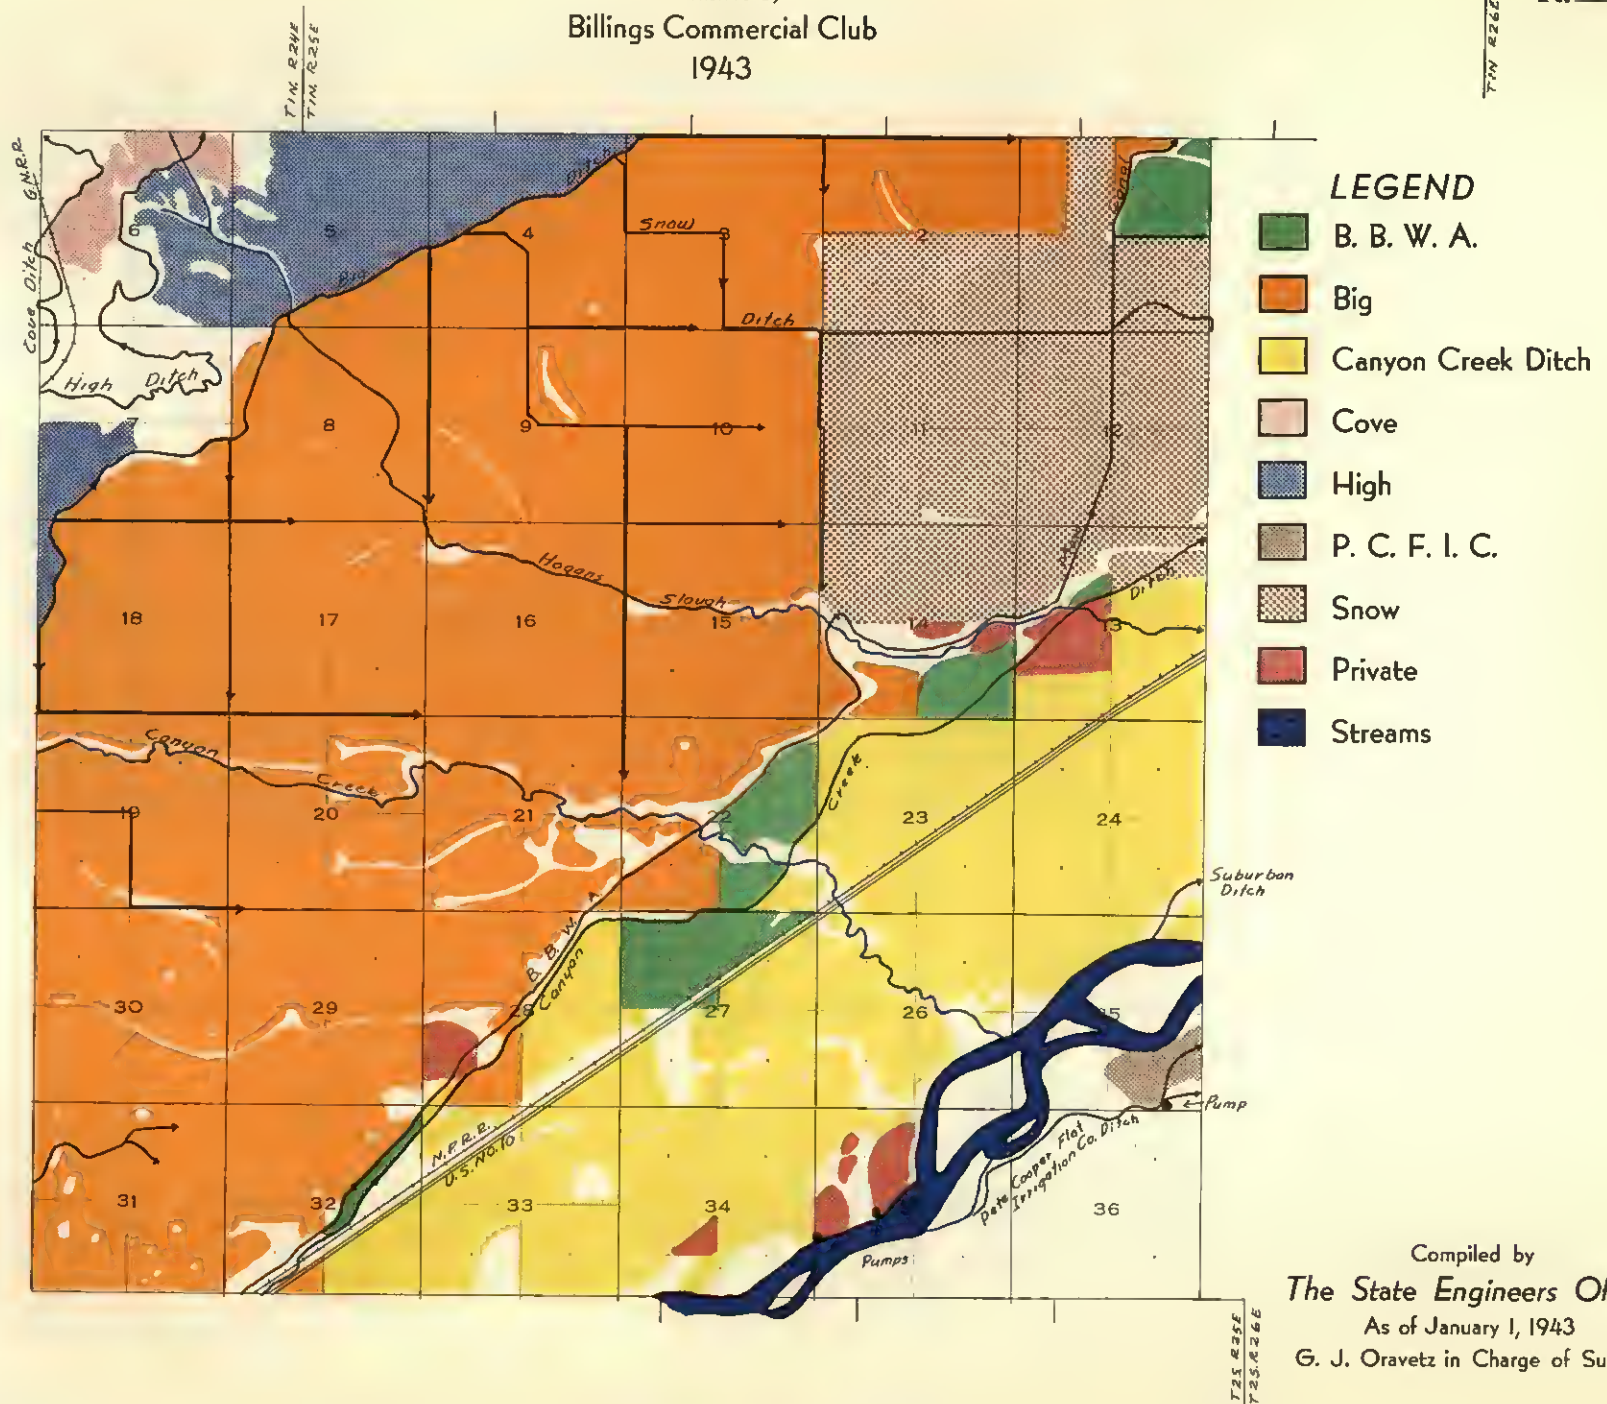 Billings Commercial Club
1943
T1N. R24E
T1N. R25E
T1N R26E
Cove Ditch G.N.R.R.
Big Ditch
Snow
Ditch
High Ditch
Hogans
Slough
Ditch
Canyon
Creek
Creek
B. B. W. A.
Canyon
N.P.R.R.
U.S. NO. 10
Suburban
Ditch
Pump
Flat
Cooper
Irrigation Co. Ditch
Pumps
6 5 4 3 2
7 8 9 10 11 12
18 17 16 15 14 13
19 20 21 22 23 24
30 29 28 27 26 35
31 32 33 34 36
LEGEND
B. B. W. A.
Big
Canyon Creek Ditch
Cove
High
P. C. F. I. C.
Snow
Private
Streams
Compiled by
The State Engineers
As of January 1, 1943
G. J. Oravetz in Charge of
T2S. R25E
T2S. R26E